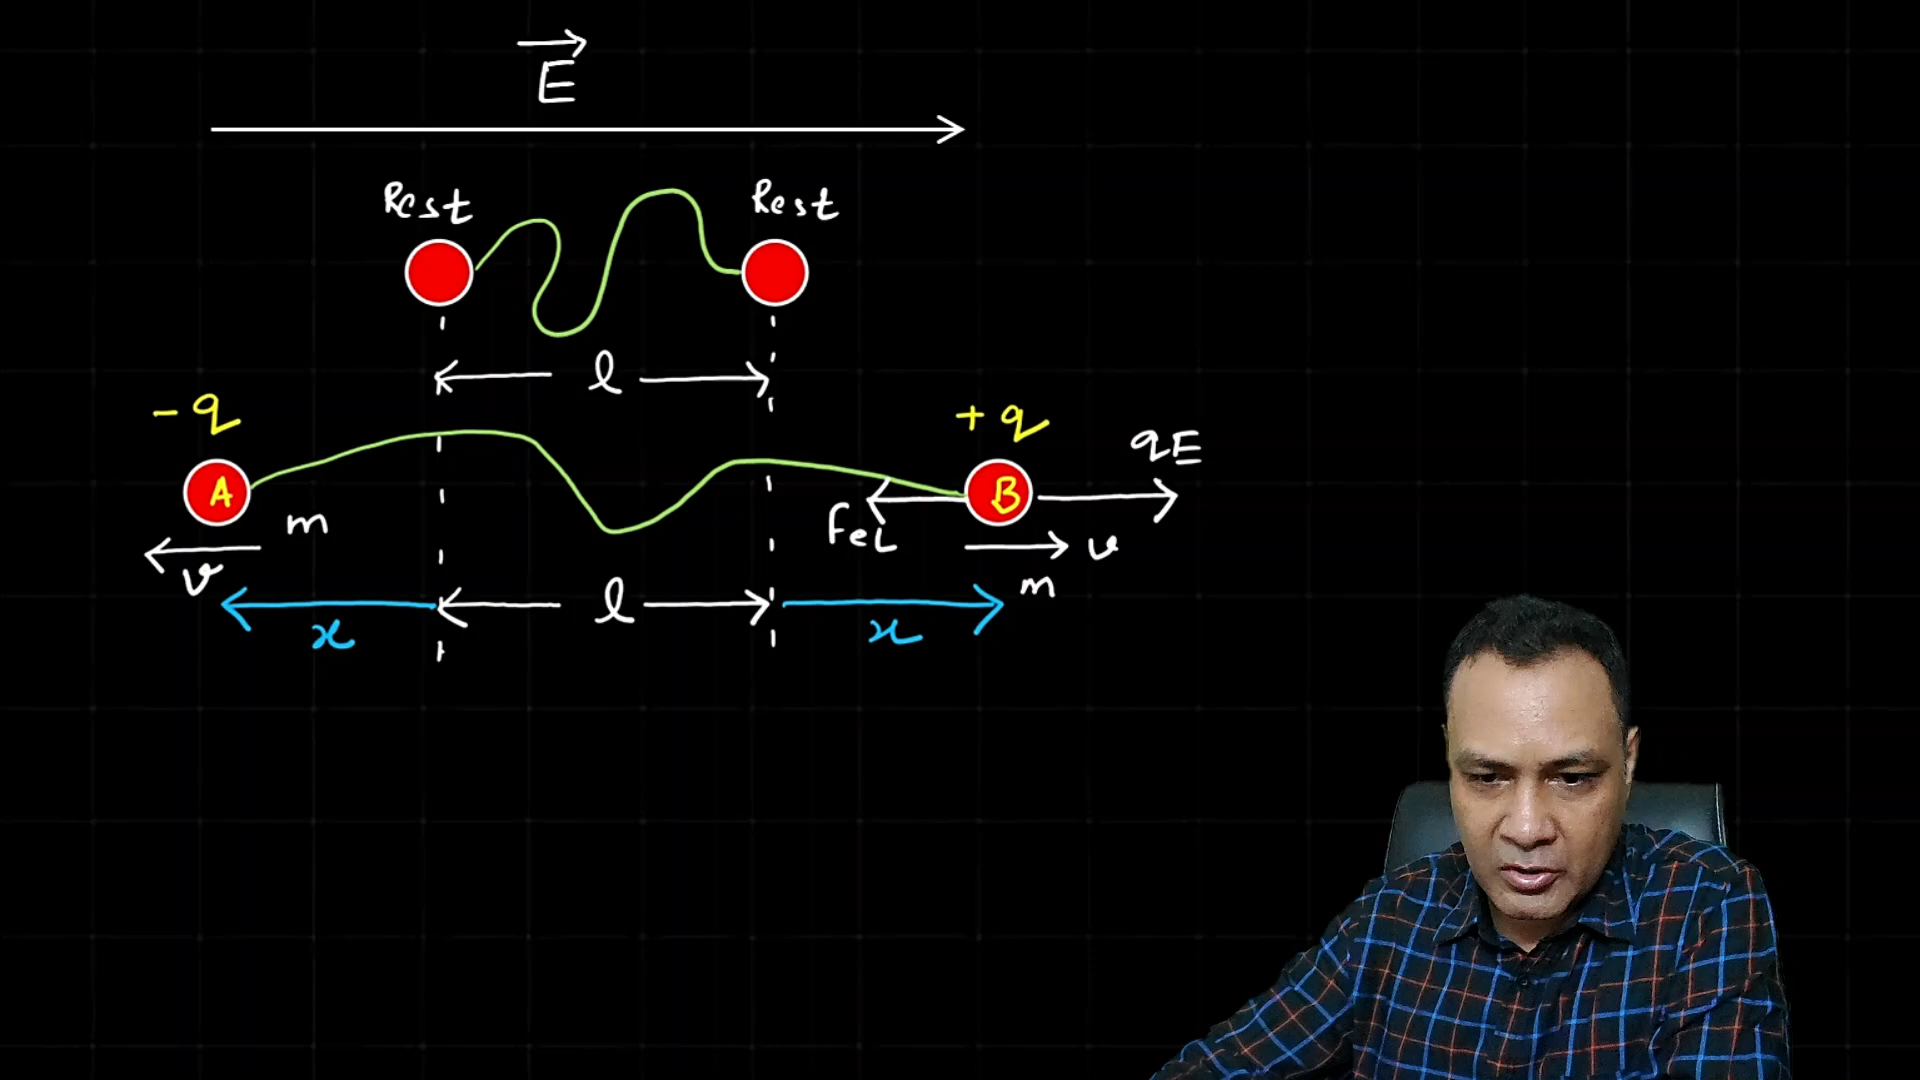 E
Rest Rest
l
- q + q
qE
A B
m Fel
v v
m
l
x x